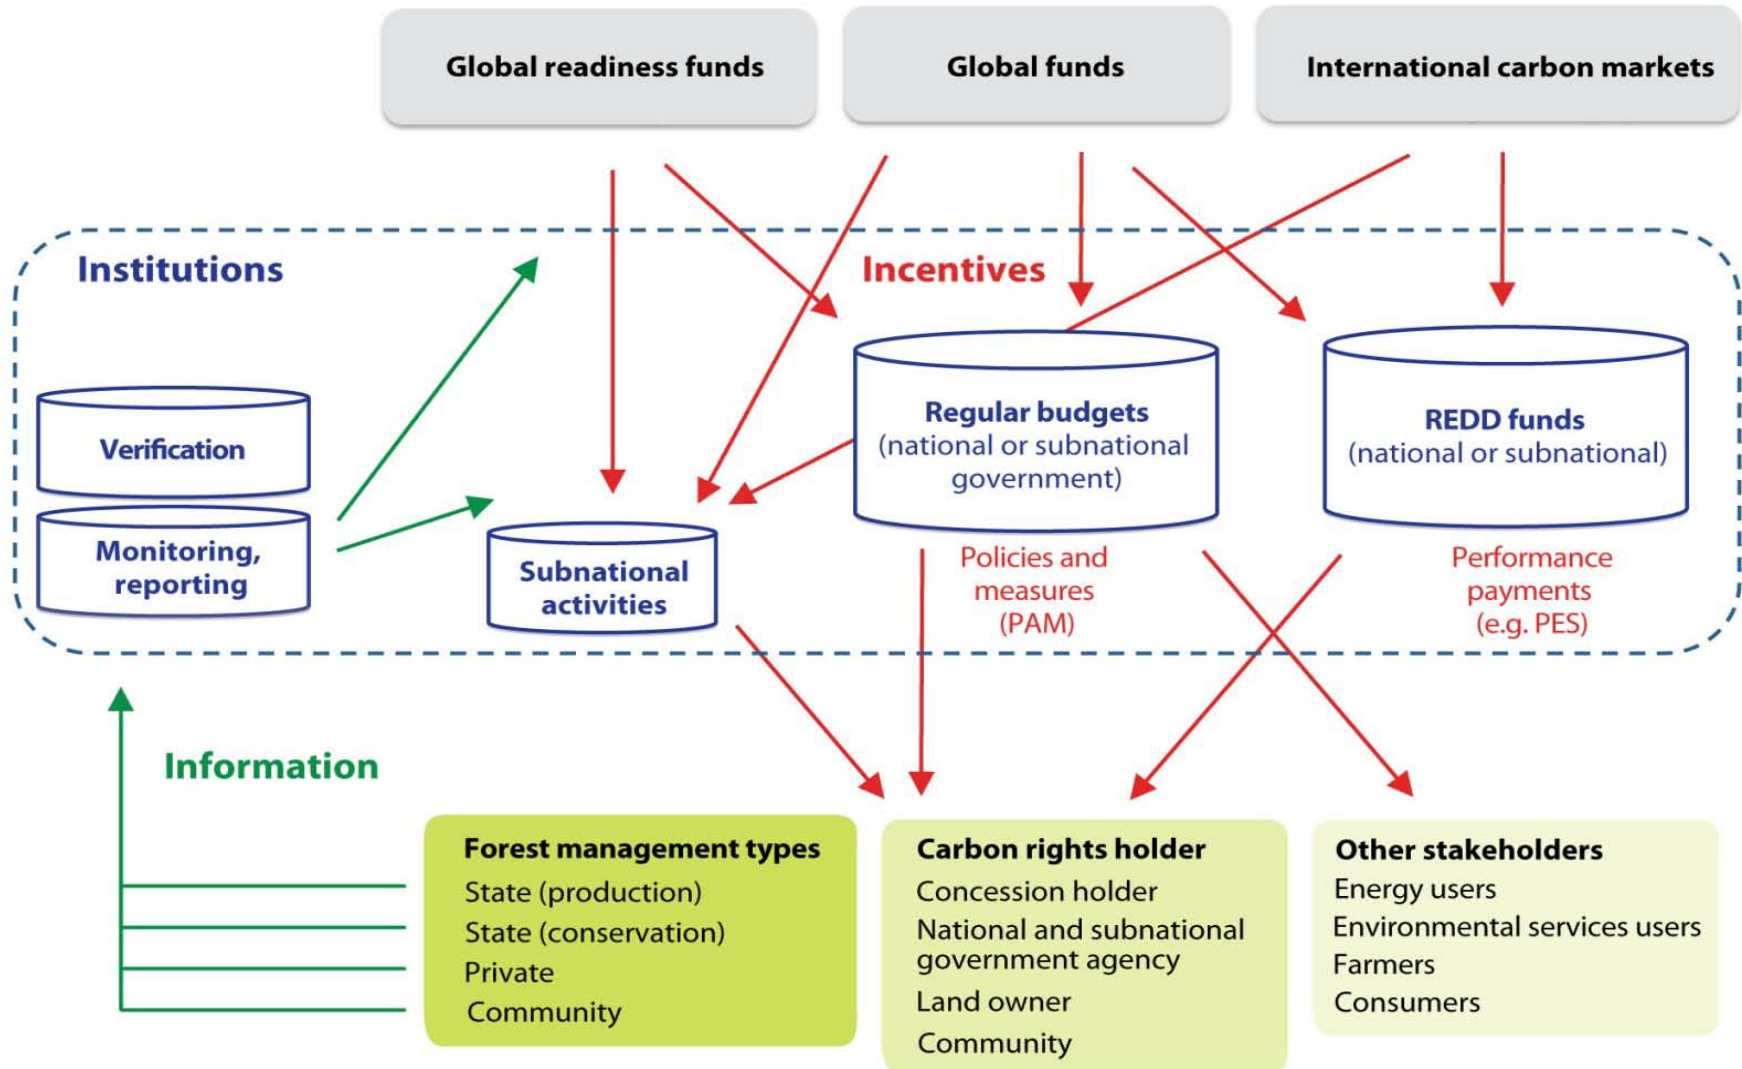 Global readiness funds
Global funds
International carbon markets
Institutions
Incentives
Verification
Monitoring,
reporting
Subnational
activities
Regular budgets
(national or subnational
government)
REDD funds
(national or subnational)
Policies and
measures
(PAM)
Performance
payments
(e.g. PES)
Information
Forest management types
State (production)
State (conservation)
Private
Community
Carbon rights holder
Concession holder
National and subnational
government agency
Land owner
Community
Other stakeholders
Energy users
Environmental services users
Farmers
Consumers